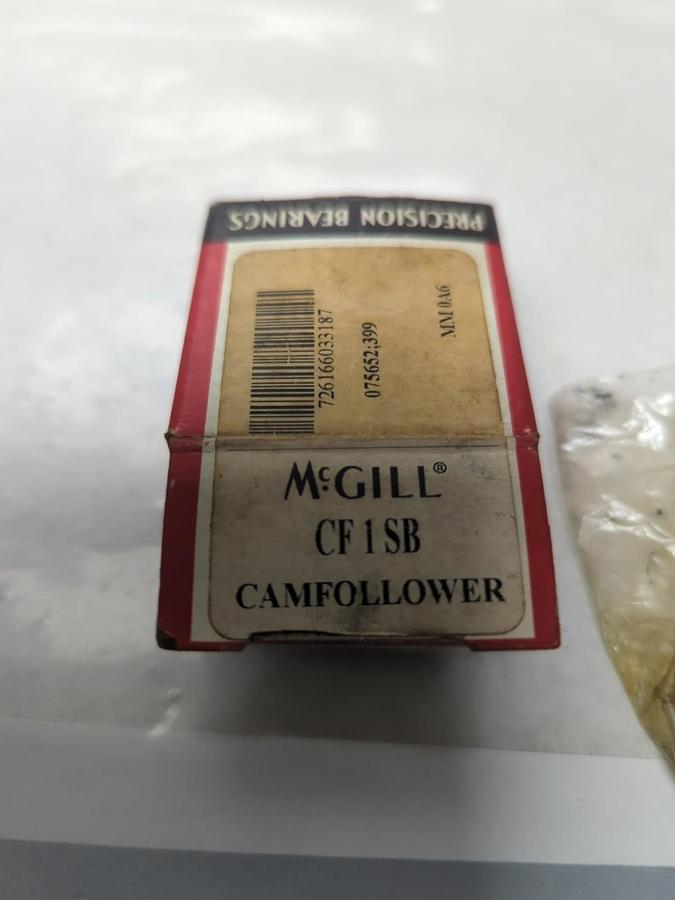 PRECISION BEARINGS
726166033187
075652;399
MM 0A6
McGILL®
CF 1 SB
CAMFOLLOWER